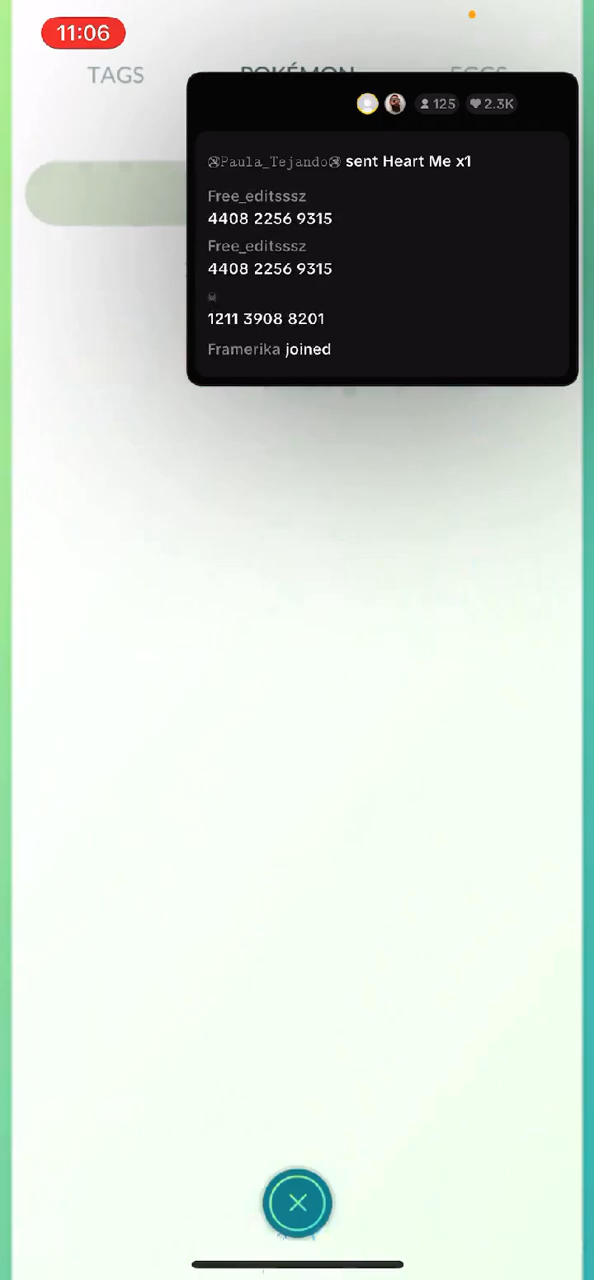 11:06
TAGS
POKÉMON
EGGS
125
2.3K
Paula_Tejando sent Heart Me x1
Free_editsssz
4408 2256 9315
Free_editsssz
4408 2256 9315
1211 3908 8201
Framerika joined